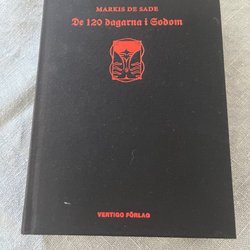 MARKIS DE SADE
De 120 dagarna i Sodom
VERTIGO FÖRLAG